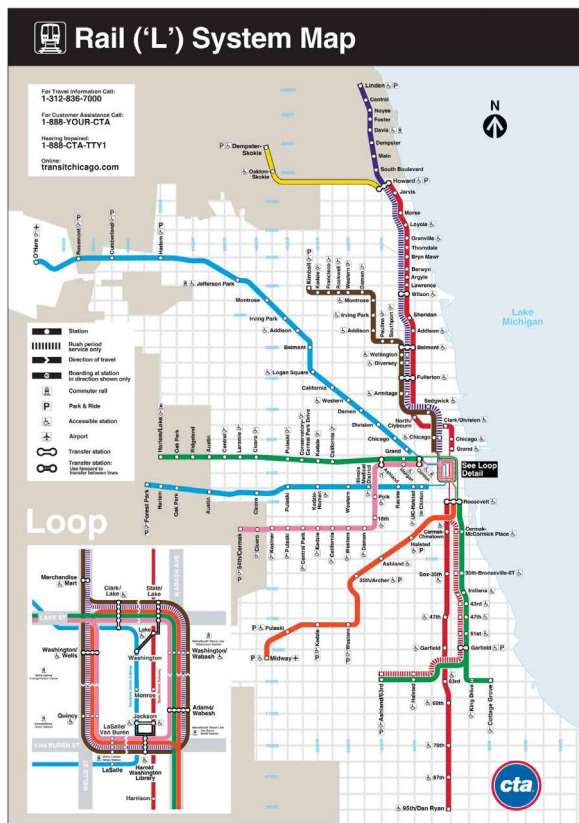 Rail (‘L’) System Map
For Travel Information Call:
1-312-836-7000
For Customer Assistance Call:
1-888-YOUR-CTA
Hearing Impaired:
1-888-CTA-TTY1
Online:
transitchicago.com
N
Lake
Michigan
Linden
P
Central
Noyes
Foster
Davis
Dempster
Main
South Boulevard
Howard
P
Jarvis
Morse
Loyola
Granville
Thorndale
Bryn Mawr
Berwyn
Argyle
Lawrence
Wilson
Sheridan
Addison
Belmont
Fullerton
P
Dempster-
Skokie
Oakton-
Skokie
O'Hare
Rosemont
P
Cumberland
P
Harlem
P
Jefferson Park
Montrose
Irving Park
Addison
Belmont
Logan Square
California
Western
Damen
Division
Chicago
Grand
Kimball
P
Kedzie
Francisco
Rockwell
Western
Damen
Montrose
Irving Park
Addison
Paulina
Southport
Wellington
Diversey
Armitage
Sedgwick
North/
Clybourn
Clark/Division
Chicago
Chicago
Grand
Station
Rush period
service only
Direction of travel
Boarding at station
in direction shown only
Commuter rail
P
Park & Ride
Accessible station
Airport
Transfer station
Transfer station:
Use farecard to
transfer between lines
Harlem/Lake
Oak Park
Ridgeland
Austin
Central
Laramie
Cicero
Pulaski
Conservatory-
Central Park Drive
Kedzie
California
Ashland
Morgan
Clinton
See Loop
Detail
P
Forest Park
Harlem
Oak Park
Austin
Cicero
Pulaski
Kedzie-
Homan
Western
Illinois
Medical
District
Racine
UIC-Halsted
Clinton
Polk
18th
P
54th/Cermak
Cicero
Kostner
Pulaski
Central Park
Kedzie
California
Western
Damen
Roosevelt
Cermak-
Chinatown
Cermak-
McCormick Place
Halsted
P
Ashland
35th/Archer
P
Sox-35th
35th-Bronzeville-IIT
Indiana
43rd
47th
47th
51st
Garfield
Garfield
P
63rd
P
Pulaski
P
Midway
Kedzie
P
Western
P
Ashland/63rd
P
Halsted
King Drive
Cottage Grove
69th
79th
87th
95th/Dan Ryan
cta
Loop
WABASH AVE
LAKE ST
VAN BUREN ST
WELLS ST
Merchandise
Mart
Clark/
Lake
State/
Lake
Lake
Washington
Washington/
Wells
Washington/
Wabash
Monroe
Quincy
Jackson
Adams/
Wabash
LaSalle/
Van Buren
LaSalle
Harold
Washington
Library
Harrison